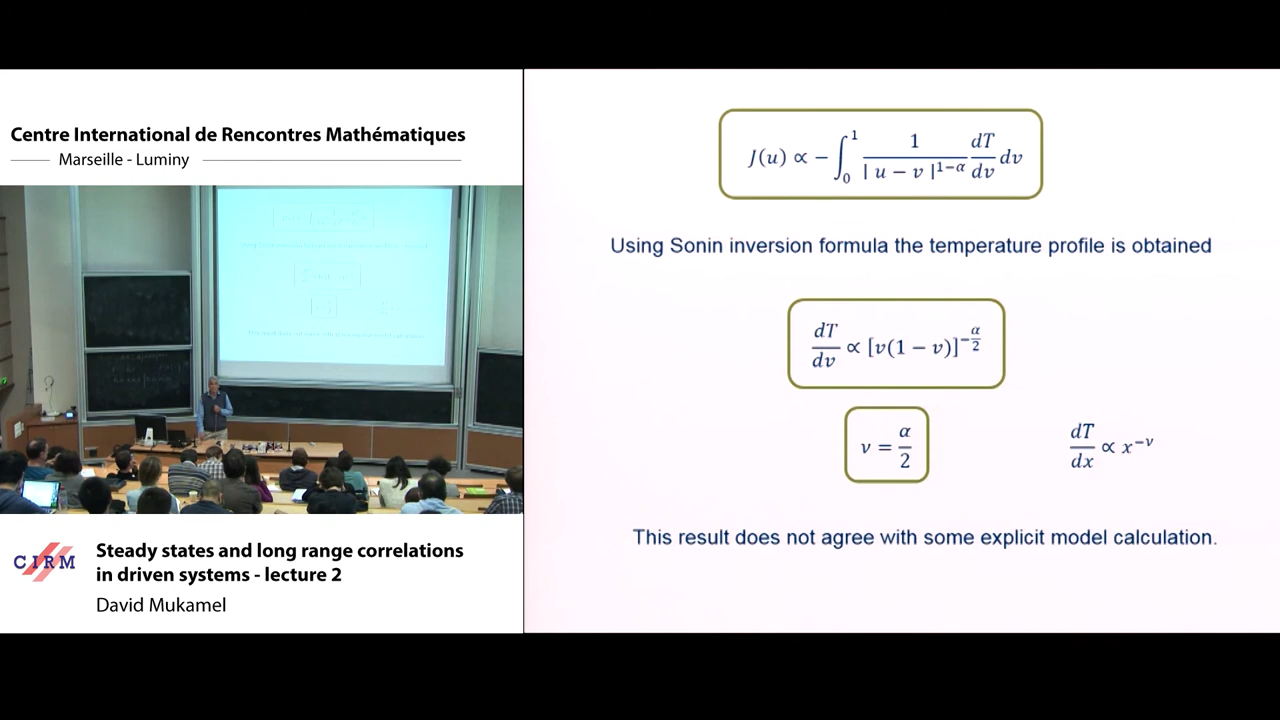 Centre International de Rencontres Mathématiques
Marseille - Luminy
J(u) ∝ − ∫₀¹ 1/|u − v|^{1−α} dT/dv dv
Using Sonin inversion formula the temperature profile is obtained
dT/dv ∝ [v(1 − v)]^{−α/2}
ν = α/2
dT/dx ∝ x^{−ν}
This result does not agree with some explicit model calculation.
CIRM
Steady states and long range correlations
in driven systems - lecture 2
David Mukamel